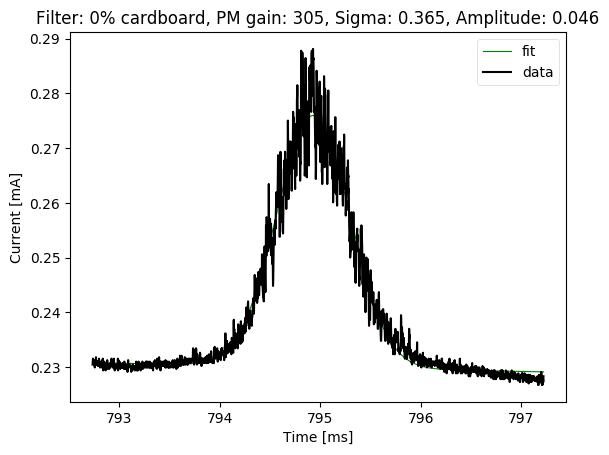 Filter: 0% cardboard, PM gain: 305, Sigma: 0.365, Amplitude: 0.046
fit
data
Current [mA]
0.29
0.28
0.27
0.26
0.25
0.24
0.23
793 794 795 796 797
Time [ms]